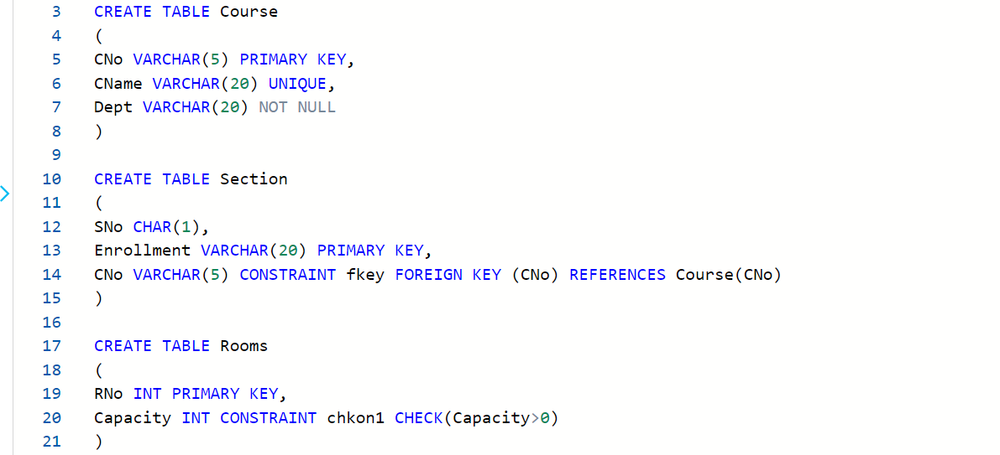 3 CREATE TABLE Course
4 (
5 CNo VARCHAR(5) PRIMARY KEY,
6 CName VARCHAR(20) UNIQUE,
7 Dept VARCHAR(20) NOT NULL
8 )
9
10 CREATE TABLE Section
11 (
12 SNo CHAR(1),
13 Enrollment VARCHAR(20) PRIMARY KEY,
14 CNo VARCHAR(5) CONSTRAINT fkey FOREIGN KEY (CNo) REFERENCES Course(CNo)
15 )
16
17 CREATE TABLE Rooms
18 (
19 RNo INT PRIMARY KEY,
20 Capacity INT CONSTRAINT chkon1 CHECK(Capacity>0)
21 )